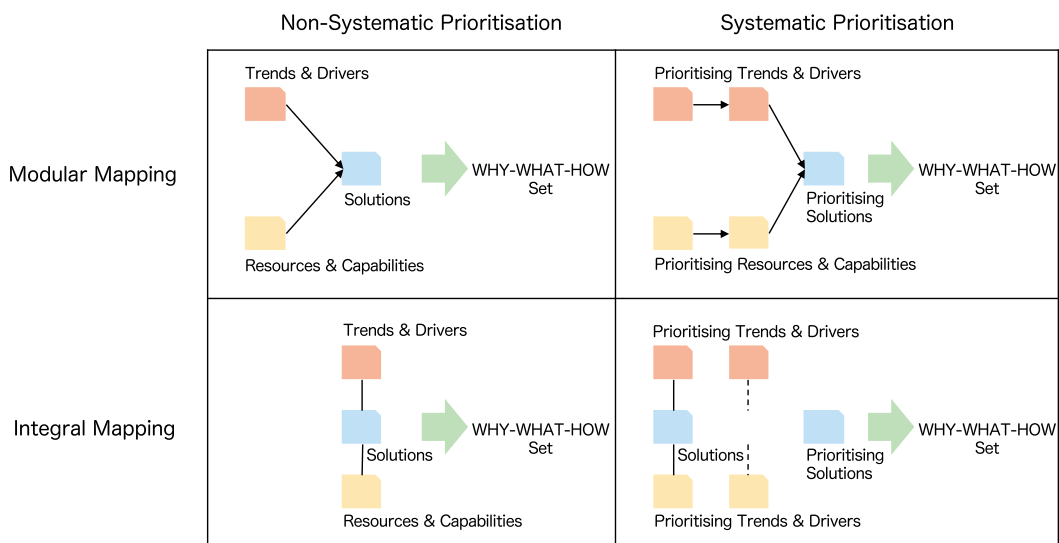 Non-Systematic Prioritisation
Systematic Prioritisation
Modular Mapping
Trends & Drivers
Solutions
Resources & Capabilities
WHY-WHAT-HOW
Set
Prioritising Trends & Drivers
Prioritising
Solutions
Prioritising Resources & Capabilities
WHY-WHAT-HOW
Set
Integral Mapping
Trends & Drivers
Solutions
Resources & Capabilities
WHY-WHAT-HOW
Set
Prioritising Trends & Drivers
Solutions
Prioritising
Solutions
Prioritising Trends & Drivers
WHY-WHAT-HOW
Set